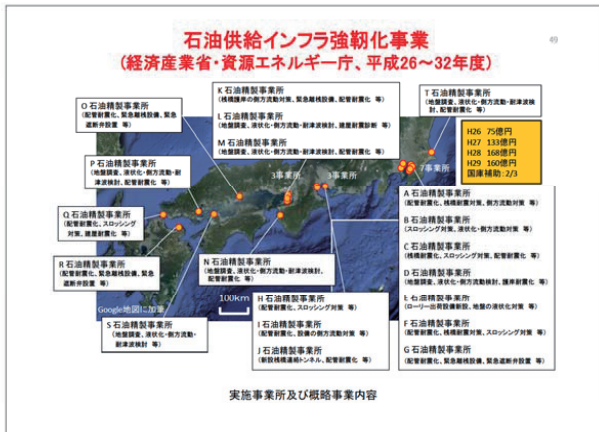 49
石油供給インフラ強靭化事業
(経済産業省・資源エネルギー庁、平成26～32年度)
O 石油精製事業所
(配管耐震化、緊急離桟設備、緊急
遮断弁設置 等)
K 石油精製事業所
(桟橋護岸の側方流動対策、緊急離桟設備、配管耐震化 等)
L 石油精製事業所
(地盤調査、液状化・側方流動・耐津波検討、建屋耐震診断 等)
M 石油精製事業所
(地盤調査、液状化・側方流動・耐津波検討、配管耐震化 等)
T 石油精製事業所
(地盤調査、液状化・側方流動・耐津波検
討、配管耐震化 等)
H26 75億円
H27 133億円
H28 168億円
H29 160億円
国庫補助：2/3
P 石油精製事業所
(地盤調査、液状化・側方流動・耐
津波検討、配管耐震化 等)
3事業所
3事業所
7事業所
Q 石油精製事業所
(配管耐震化、スロッシング
対策、建屋耐震化 等)
R 石油精製事業所
(配管耐震化、緊急離桟設備、緊急
遮断弁設置 等)
N 石油精製事業所
(地盤調査、液状化・側方流動・耐津波検討、
配管耐震化 等)
A 石油精製事業所
(配管耐震化、桟橋耐震対策、側方流動対策 等)
B 石油精製事業所
(スロッシング対策、液状化・側方流動対策 等)
C 石油精製事業所
(桟橋耐震化、スロッシング対策、配管耐震化 等)
D 石油精製事業所
(地盤調査、液状化・側方流動検討、護岸耐震化 等)
E 石油精製事業所
(ローリー出荷設備新設、地盤の液状化対策 等)
F 石油精製事業所
(配管耐震化、桟橋耐震対策、スロッシング対策 等)
G 石油精製事業所
(配管耐震化、緊急離桟設備、緊急遮断弁設置 等)
Google地図に加筆
100km
S 石油精製事業所
(地盤調査、液状化・側方流動・
耐津波検討 等)
H 石油精製事業所
(配管耐震化、スロッシング対策 等)
I 石油精製事業所
(配管耐震化、設備の側方流動対策 等)
J 石油精製事業所
(新設桟橋連絡トンネル、配管耐震化 等)
実施事業所及び概略事業内容